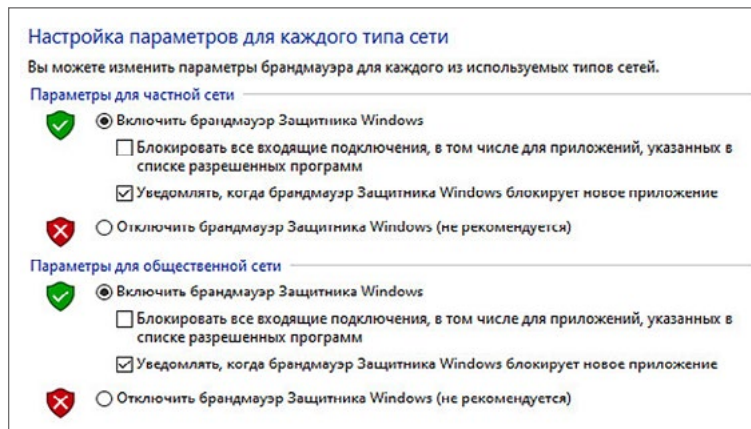 Настройка параметров для каждого типа сети
Вы можете изменить параметры брандмауэра для каждого из используемых типов сетей.
Параметры для частной сети
Включить брандмауэр Защитника Windows
Блокировать все входящие подключения, в том числе для приложений, указанных в
списке разрешенных программ
Уведомлять, когда брандмауэр Защитника Windows блокирует новое приложение
Отключить брандмауэр Защитника Windows (не рекомендуется)
Параметры для общественной сети
Включить брандмауэр Защитника Windows
Блокировать все входящие подключения, в том числе для приложений, указанных в
списке разрешенных программ
Уведомлять, когда брандмауэр Защитника Windows блокирует новое приложение
Отключить брандмауэр Защитника Windows (не рекомендуется)